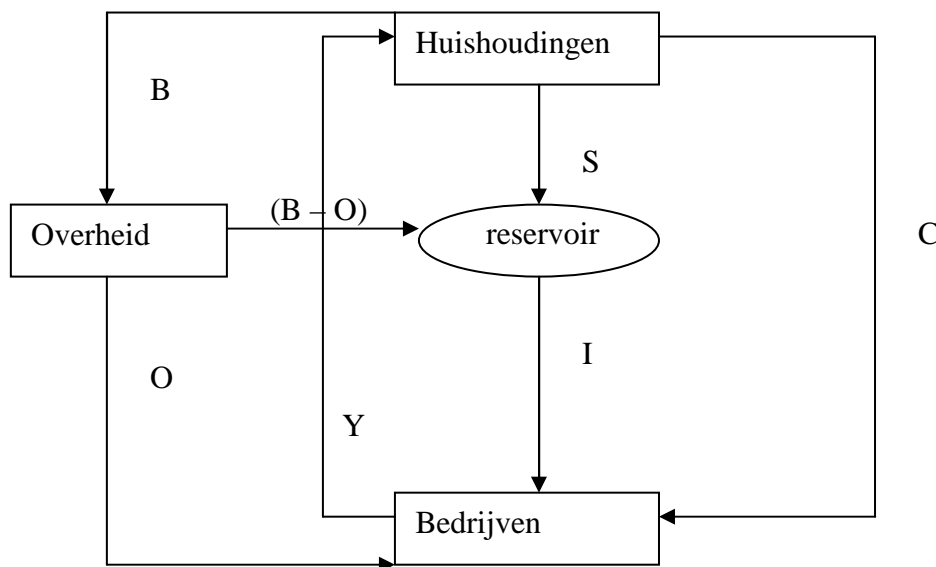 Huishoudingen
B
S
(B – O)
Overheid
reservoir
C
I
O
Y
Bedrijven